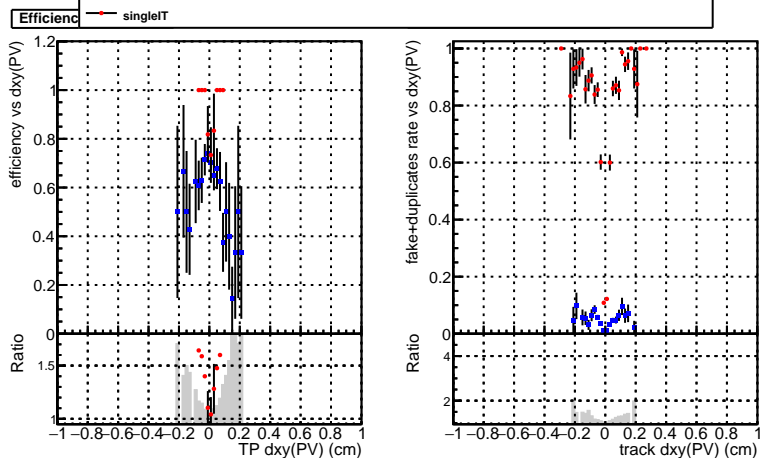 Efficienc
singleIT
efficiency vs dxy(PV)
1.2
1
0.8
0.6
0.4
0.2
0
Ratio
1.5
1
−1 −0.8−0.6−0.4−0.2 0 0.2 0.4 0.6 0.8 1
TP dxy(PV) (cm)
fake+duplicates rate vs dxy(PV)
1
0.8
0.6
0.4
0.2
0
Ratio
4
2
−1 −0.8−0.6−0.4−0.2 0 0.2 0.4 0.6 0.8 1
track dxy(PV) (cm)